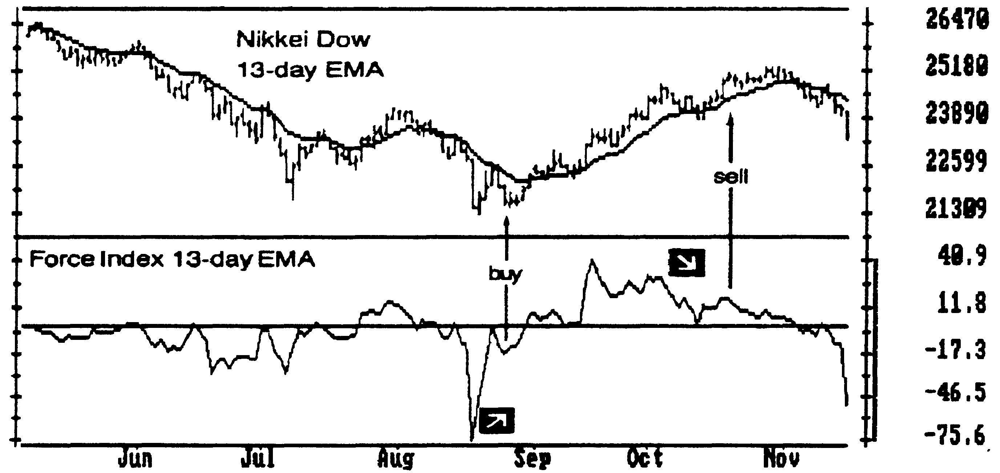 Nikkei Dow
13-day EMA
26470
25180
23890
22599
21309
sell
Force Index 13-day EMA
buy
40.9
11.8
-17.3
-46.5
-75.6
Jun Jul Aug Sep Oct Nov